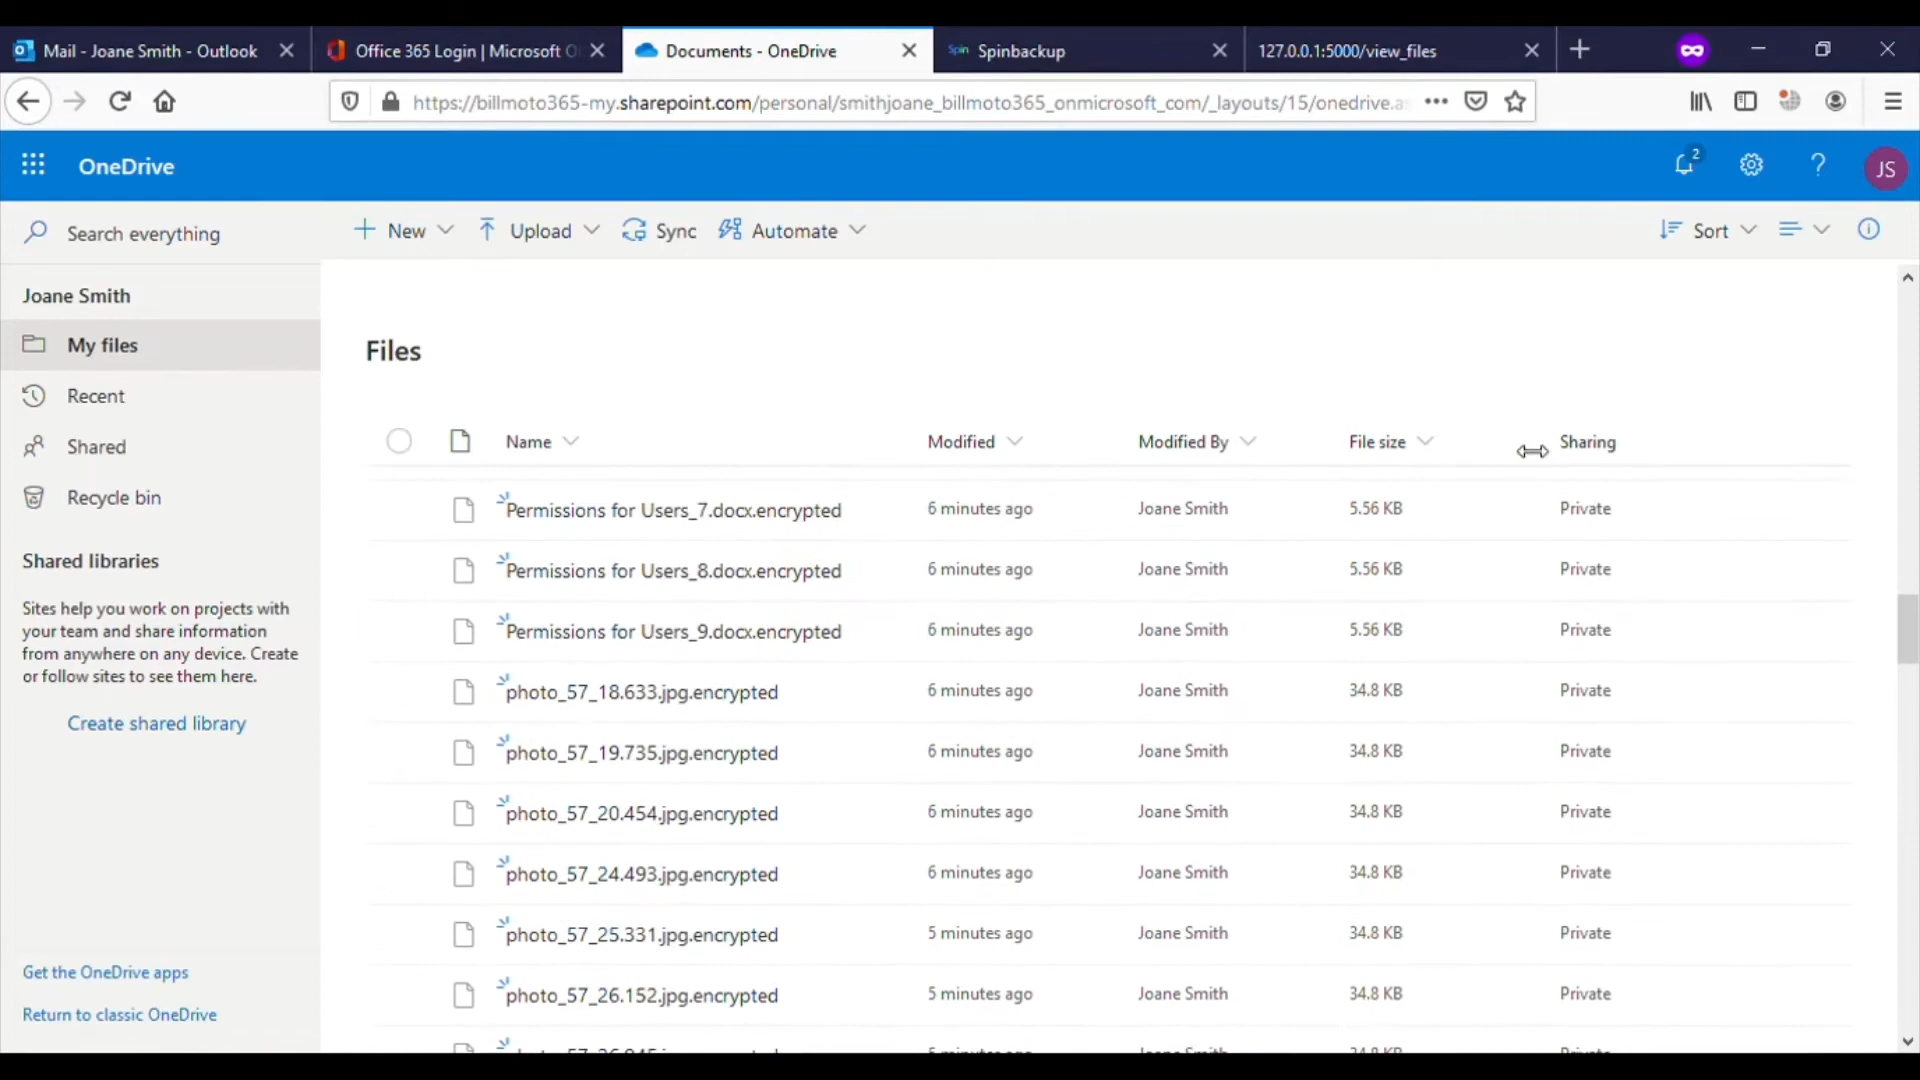 Mail - Joane Smith - Outlook
Office 365 Login | Microsoft O
Documents - OneDrive
Spin Spinbackup
127.0.0.1:5000/view_files
https://billmoto365-my.sharepoint.com/personal/smithjoane_billmoto365_onmicrosoft_com/_layouts/15/onedrive.as
OneDrive
2
JS
Search everything
New
Upload
Sync
Automate
Sort
Joane Smith
My files
Recent
Shared
Recycle bin
Shared libraries
Sites help you work on projects with
your team and share information
from anywhere on any device. Create
or follow sites to see them here.
Create shared library
Get the OneDrive apps
Return to classic OneDrive
Files
Name Modified Modified By File size Sharing
Permissions for Users_7.docx.encrypted 6 minutes ago Joane Smith 5.56 KB Private
Permissions for Users_8.docx.encrypted 6 minutes ago Joane Smith 5.56 KB Private
Permissions for Users_9.docx.encrypted 6 minutes ago Joane Smith 5.56 KB Private
photo_57_18.633.jpg.encrypted 6 minutes ago Joane Smith 34.8 KB Private
photo_57_19.735.jpg.encrypted 6 minutes ago Joane Smith 34.8 KB Private
photo_57_20.454.jpg.encrypted 6 minutes ago Joane Smith 34.8 KB Private
photo_57_24.493.jpg.encrypted 6 minutes ago Joane Smith 34.8 KB Private
photo_57_25.331.jpg.encrypted 5 minutes ago Joane Smith 34.8 KB Private
photo_57_26.152.jpg.encrypted 5 minutes ago Joane Smith 34.8 KB Private